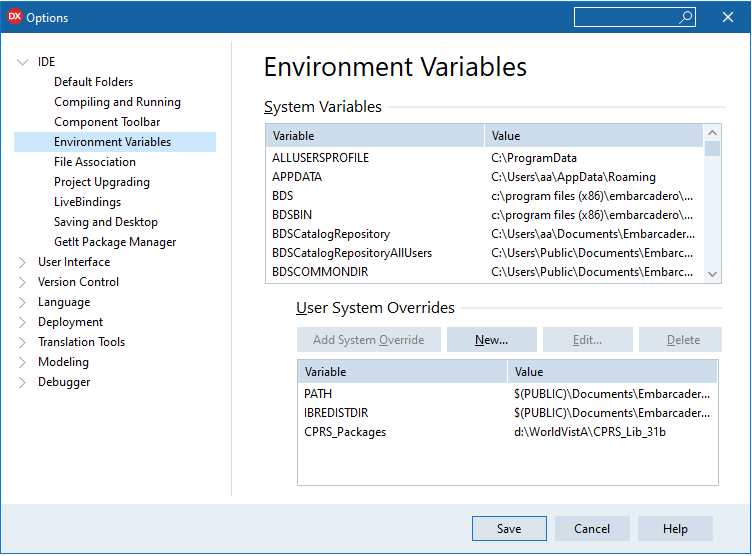 DX Options
IDE
Default Folders
Compiling and Running
Component Toolbar
Environment Variables
File Association
Project Upgrading
LiveBindings
Saving and Desktop
GetIt Package Manager
User Interface
Version Control
Language
Deployment
Translation Tools
Modeling
Debugger
Environment Variables
System Variables
Variable Value
ALLUSERSPROFILE C:\ProgramData
APPDATA C:\Users\aa\AppData\Roaming
BDS c:\program files (x86)\embarcadero\...
BDSBIN c:\program files (x86)\embarcadero\...
BDSCatalogRepository C:\Users\aa\Documents\Embarcader...
BDSCatalogRepositoryAllUsers C:\Users\Public\Documents\Embarc...
BDSCOMMONDIR C:\Users\Public\Documents\Embarc...
User System Overrides
Add System Override New... Edit... Delete
Variable Value
PATH $(PUBLIC)\Documents\Embarcader...
IBREDISTDIR $(PUBLIC)\Documents\Embarcader...
CPRS_Packages d:\WorldVistA\CPRS_Lib_31b
Save Cancel Help